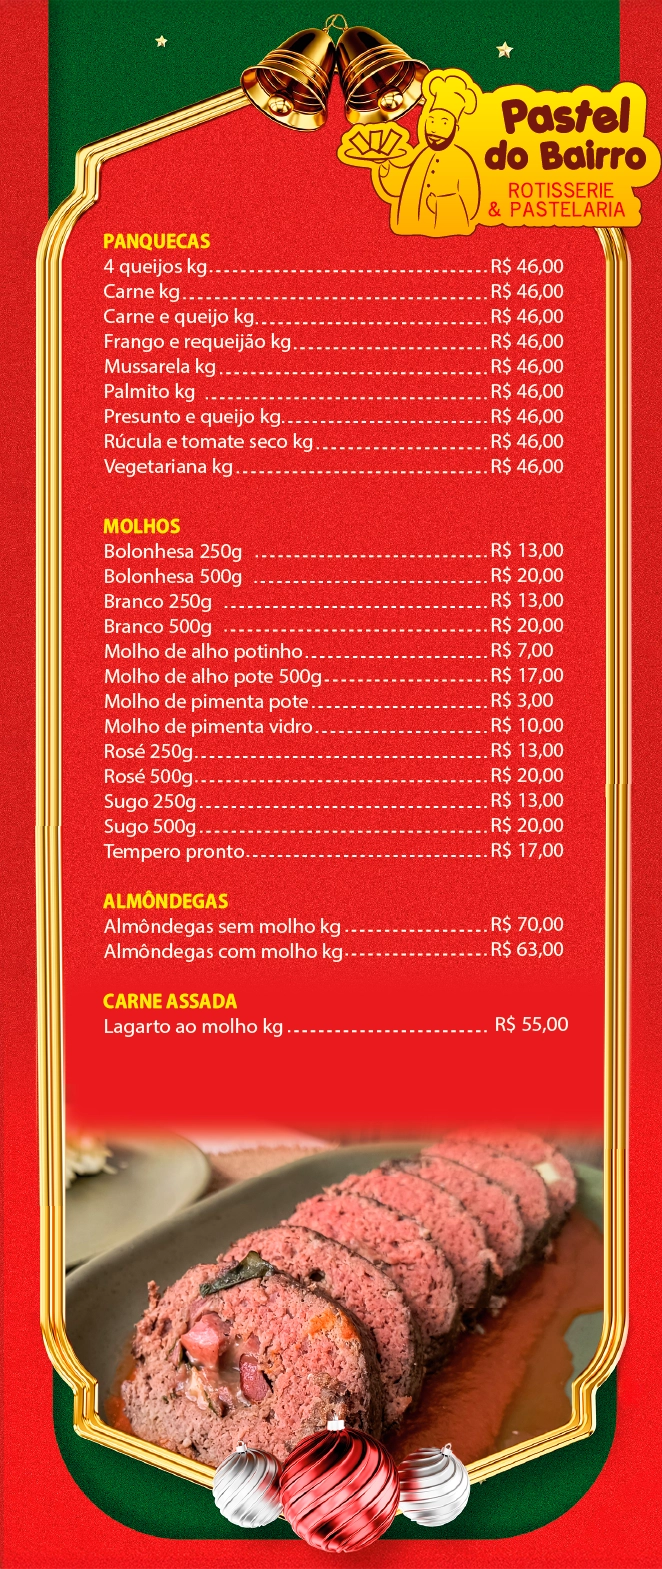 Pastel
do Bairro
ROTISSERIE
& PASTELARIA
PANQUECAS
4 queijos kg R$ 46,00
Carne kg R$ 46,00
Carne e queijo kg R$ 46,00
Frango e requeijão kg R$ 46,00
Mussarela kg R$ 46,00
Palmito kg R$ 46,00
Presunto e queijo kg R$ 46,00
Rúcula e tomate seco kg R$ 46,00
Vegetariana kg R$ 46,00
MOLHOS
Bolonhesa 250g R$ 13,00
Bolonhesa 500g R$ 20,00
Branco 250g R$ 13,00
Branco 500g R$ 20,00
Molho de alho potinho R$ 7,00
Molho de alho pote 500g R$ 17,00
Molho de pimenta pote R$ 3,00
Molho de pimenta vidro R$ 10,00
Rosé 250g R$ 13,00
Rosé 500g R$ 20,00
Sugo 250g R$ 13,00
Sugo 500g R$ 20,00
Tempero pronto R$ 17,00
ALMÔNDEGAS
Almôndegas sem molho kg R$ 70,00
Almôndegas com molho kg R$ 63,00
CARNE ASSADA
Lagarto ao molho kg R$ 55,00